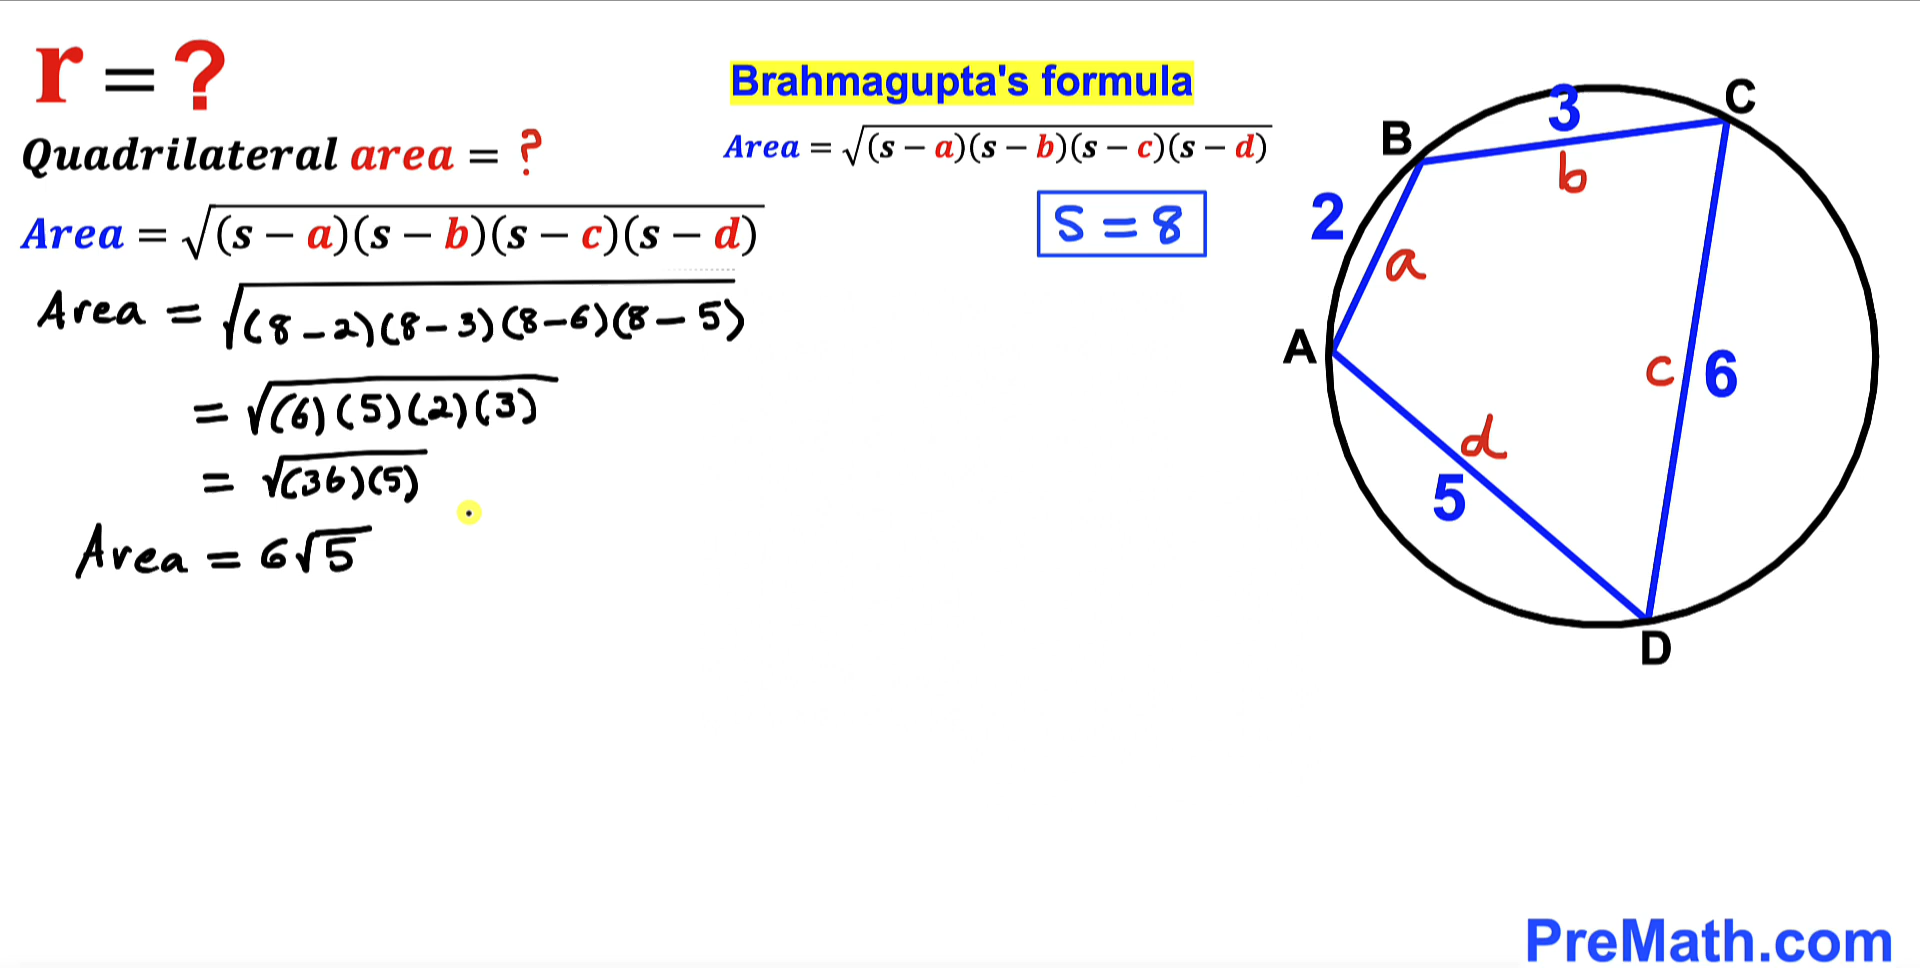 r = ?
Quadrilateral area = ?
Area = √(s − a)(s − b)(s − c)(s − d)
Area = √(8 − 2)(8 − 3)(8 − 6)(8 − 5)
= √(6)(5)(2)(3)
= √(36)(5)
Area = 6√5
Brahmagupta's formula
Area = √(s − a)(s − b)(s − c)(s − d)
S = 8
C
3
B
b
2
a
A
c 6
d
5
D
PreMath.com